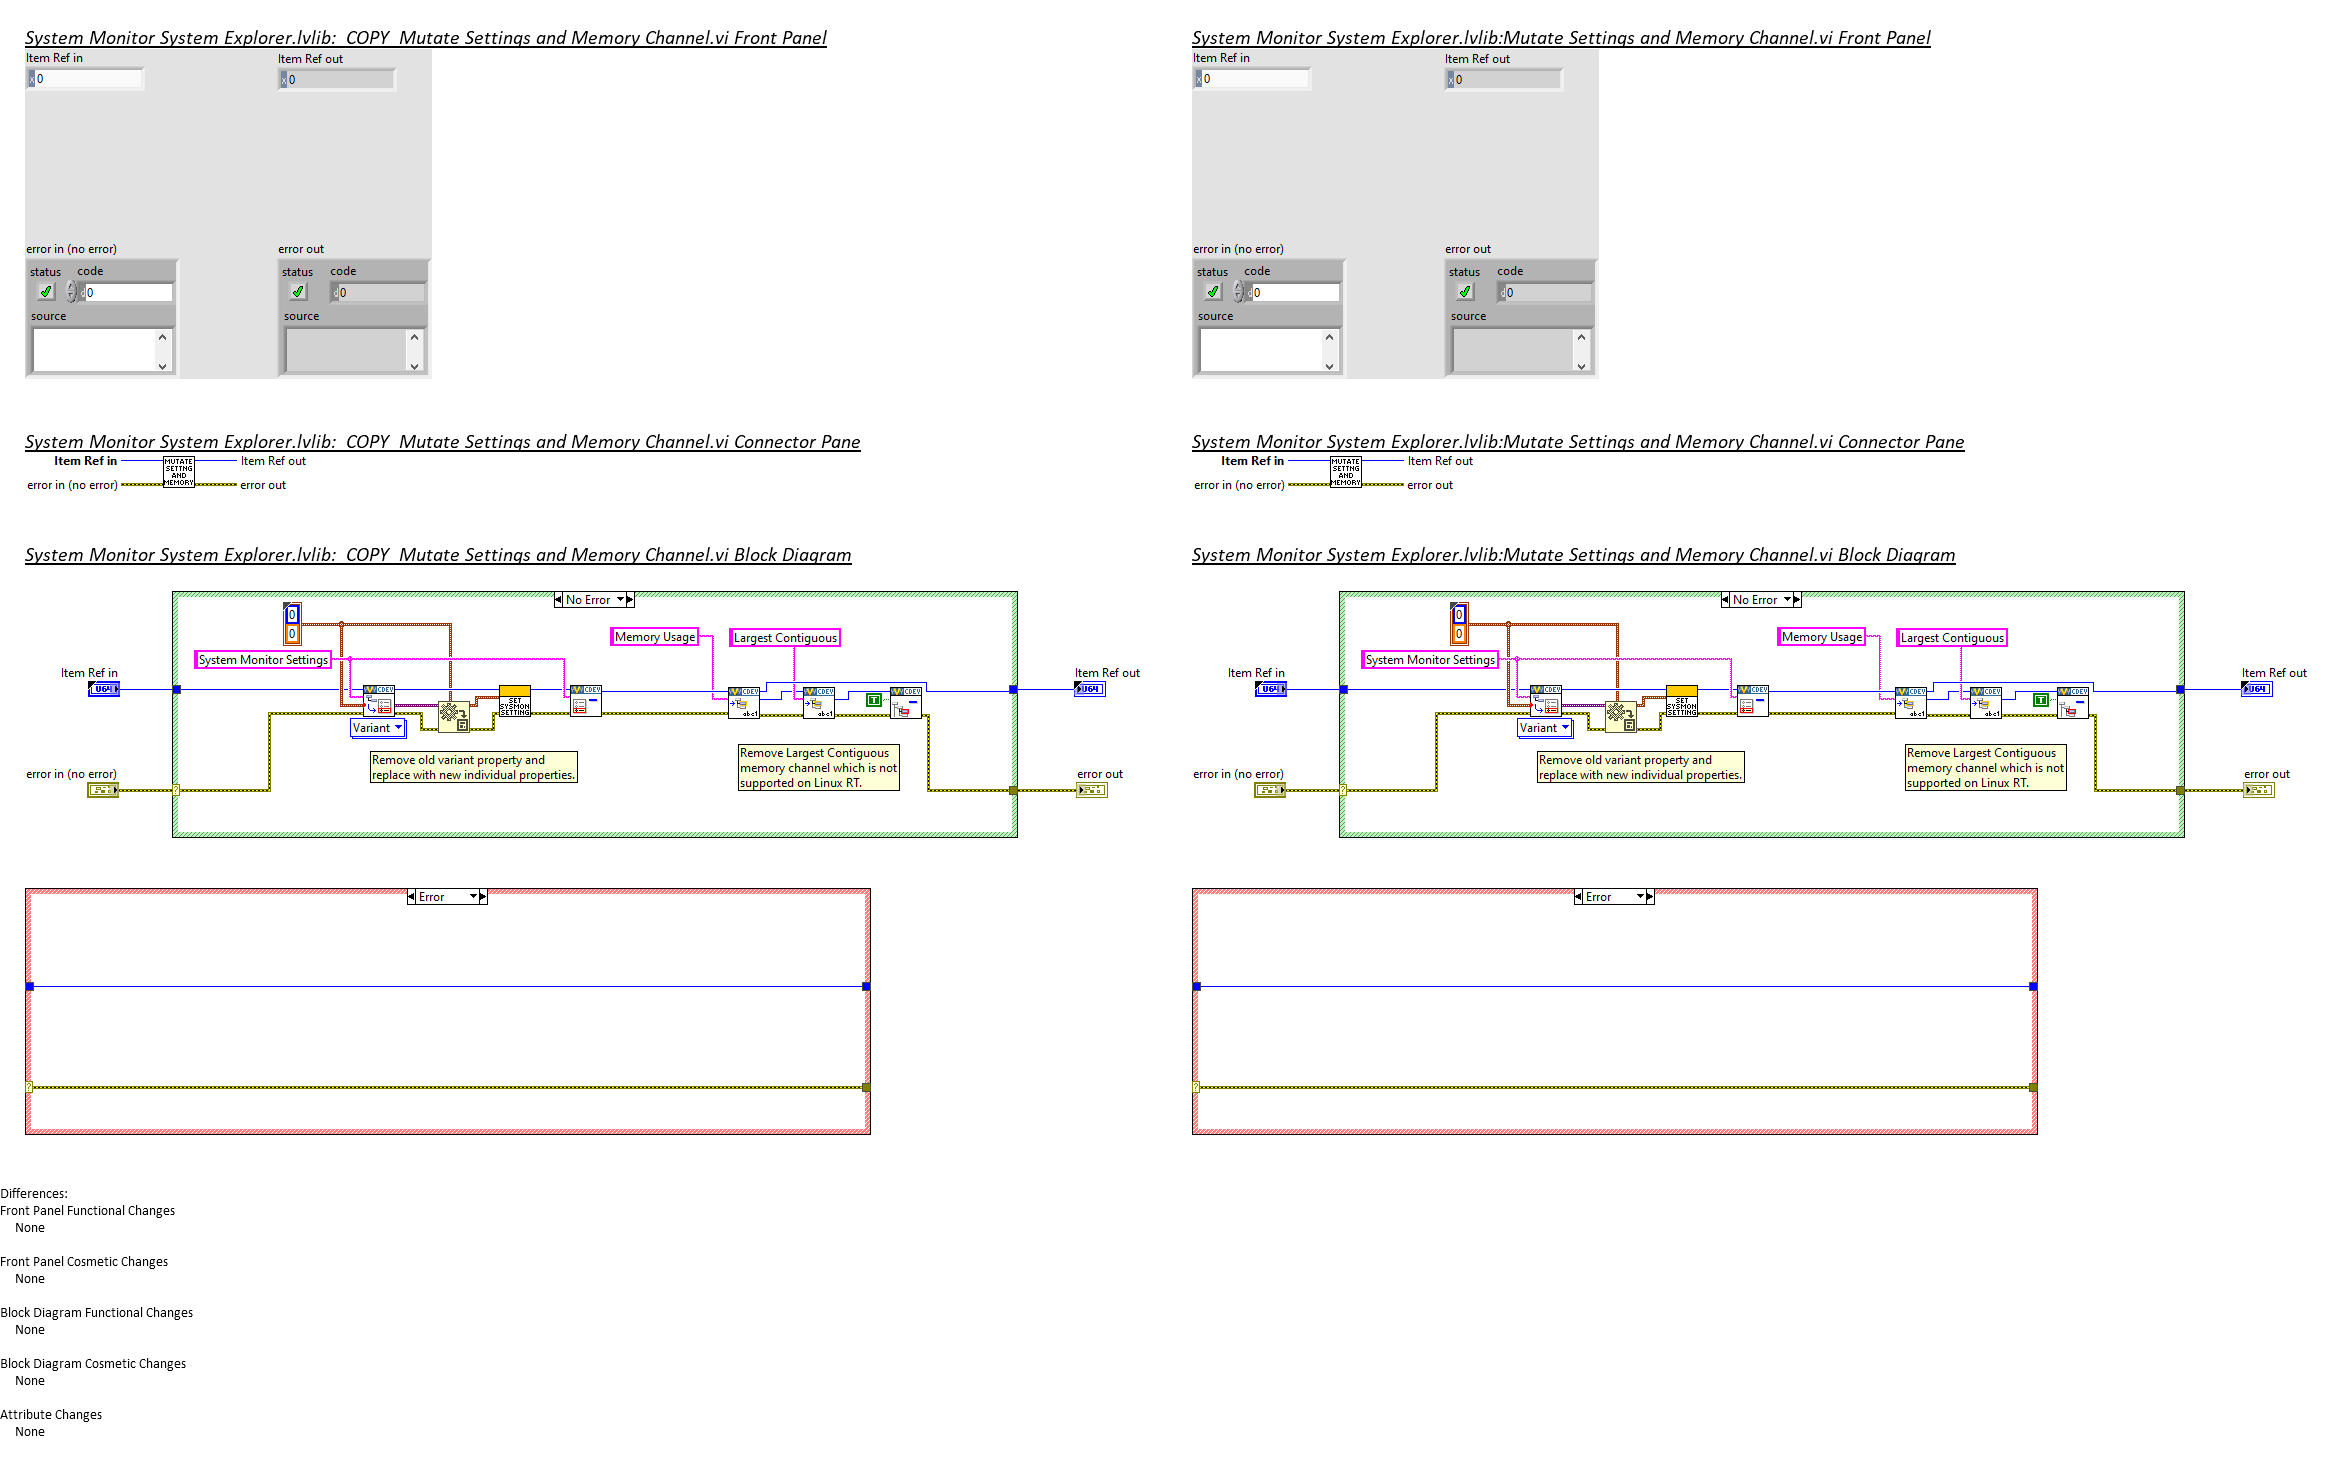 System Monitor System Explorer.lvlib:  COPY  Mutate Settings and Memory Channel.vi Front Panel
Item Ref in
x 0
Item Ref out
x 0
error in (no error)
status
code
d 0
source
error out
status
code
d 0
source
System Monitor System Explorer.lvlib:Mutate Settings and Memory Channel.vi Front Panel
Item Ref in
x 0
Item Ref out
x 0
error in (no error)
status
code
d 0
source
error out
status
code
d 0
source
System Monitor System Explorer.lvlib:  COPY  Mutate Settings and Memory Channel.vi Connector Pane
Item Ref in
MUTATE
SETTNG
AND
MEMORY
Item Ref out
error in (no error)
error out
System Monitor System Explorer.lvlib:Mutate Settings and Memory Channel.vi Connector Pane
Item Ref in
MUTATE
SETTNG
AND
MEMORY
Item Ref out
error in (no error)
error out
System Monitor System Explorer.lvlib:  COPY  Mutate Settings and Memory Channel.vi Block Diagram
No Error
0
0
Memory Usage
Largest Contiguous
System Monitor Settings
Item Ref in
U64
CDEV
SET
SYSMON
SETTING
CDEV
CDEV
abc1
CDEV
abc1
T
CDEV
Item Ref out
U64
Variant
Remove old variant property and
replace with new individual properties.
Remove Largest Contiguous
memory channel which is not
supported on Linux RT.
error in (no error)
?
error out
Error
?
System Monitor System Explorer.lvlib:Mutate Settings and Memory Channel.vi Block Diagram
No Error
0
0
Memory Usage
Largest Contiguous
System Monitor Settings
Item Ref in
U64
CDEV
SET
SYSMON
SETTING
CDEV
CDEV
abc1
CDEV
abc1
T
CDEV
Item Ref out
U64
Variant
Remove old variant property and
replace with new individual properties.
Remove Largest Contiguous
memory channel which is not
supported on Linux RT.
error in (no error)
?
error out
Error
?
Differences:
Front Panel Functional Changes
None
Front Panel Cosmetic Changes
None
Block Diagram Functional Changes
None
Block Diagram Cosmetic Changes
None
Attribute Changes
None